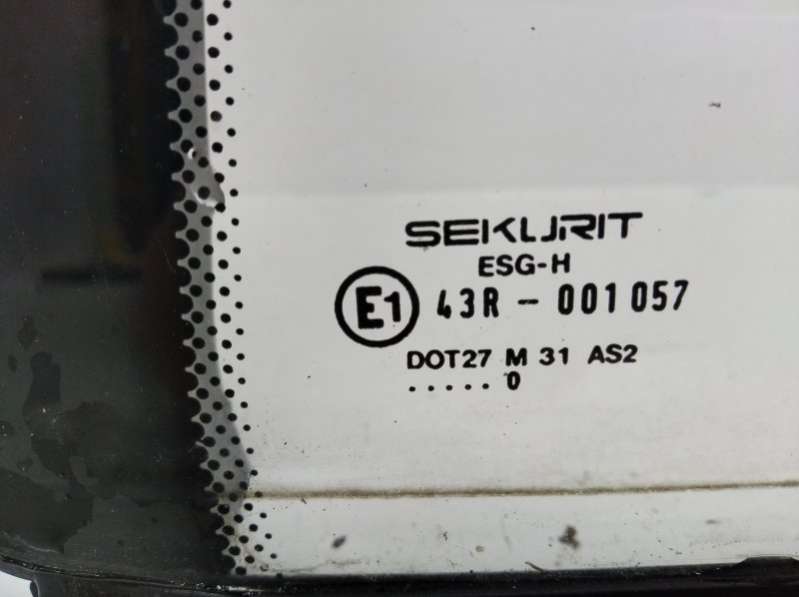 SEKURIT
ESG-H
E1 43R - 001 057
DOT27 M 31 AS2
..... 0